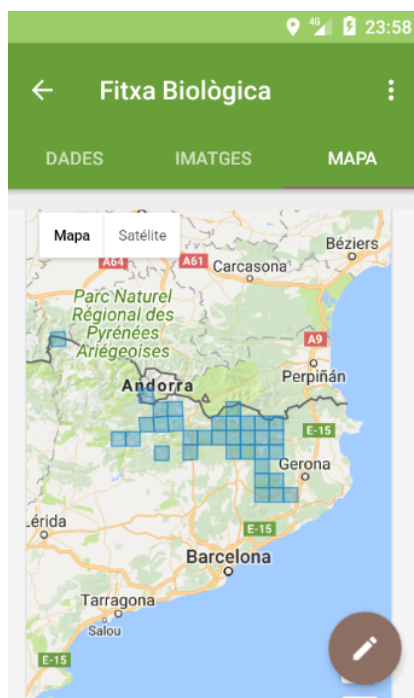 4G 23:58
Fitxa Biològica
DADES IMATGES MAPA
Mapa Satélite
Béziers
A64 A61
Carcasona
Parc Naturel
Régional des
Pyrénées
Ariégeoises
A9
Andorra
Perpiñán
E-15
Gerona
Lérida
E-15
Barcelona
Tarragona
Salou
E-15